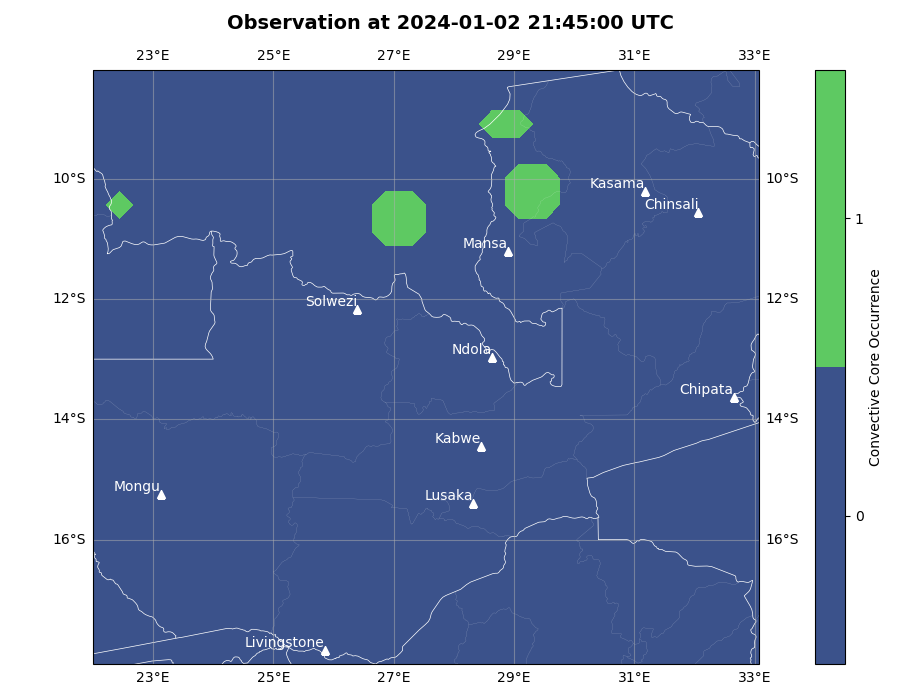 Observation at 2024-01-02 21:45:00 UTC
23°E 25°E 27°E 29°E 31°E 33°E
10°S 10°S
Kasama
Chinsali
1
Mansa
12°S 12°S
Solwezi
Ndola
Chipata
14°S 14°S
Kabwe
Mongu
Lusaka
0
16°S 16°S
Livingstone
23°E 25°E 27°E 29°E 31°E 33°E
Convective Core Occurrence